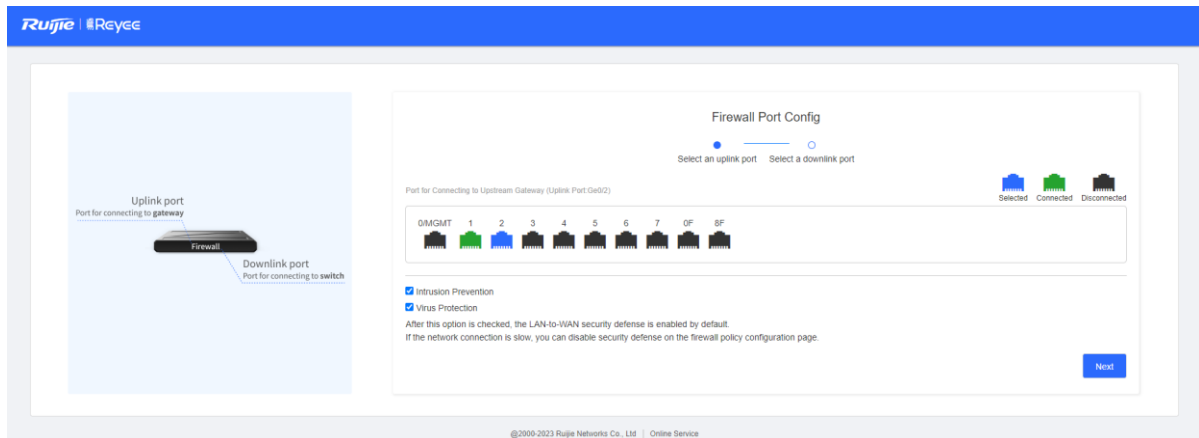 Ruijie | Reyee
Firewall Port Config
Select an uplink port Select a downlink port
Port for Connecting to Upstream Gateway (Uplink Port:Ge0/2)
Selected Connected Disconnected
0/MGMT 1 2 3 4 5 6 7 0F 8F
Uplink port
Port for connecting to gateway
Firewall
Downlink port
Port for connecting to switch
Intrusion Prevention
Virus Protection
After this option is checked, the LAN-to-WAN security defense is enabled by default.
If the network connection is slow, you can disable security defense on the firewall policy configuration page.
Next
@2000-2023 Ruijie Networks Co., Ltd | Online Service